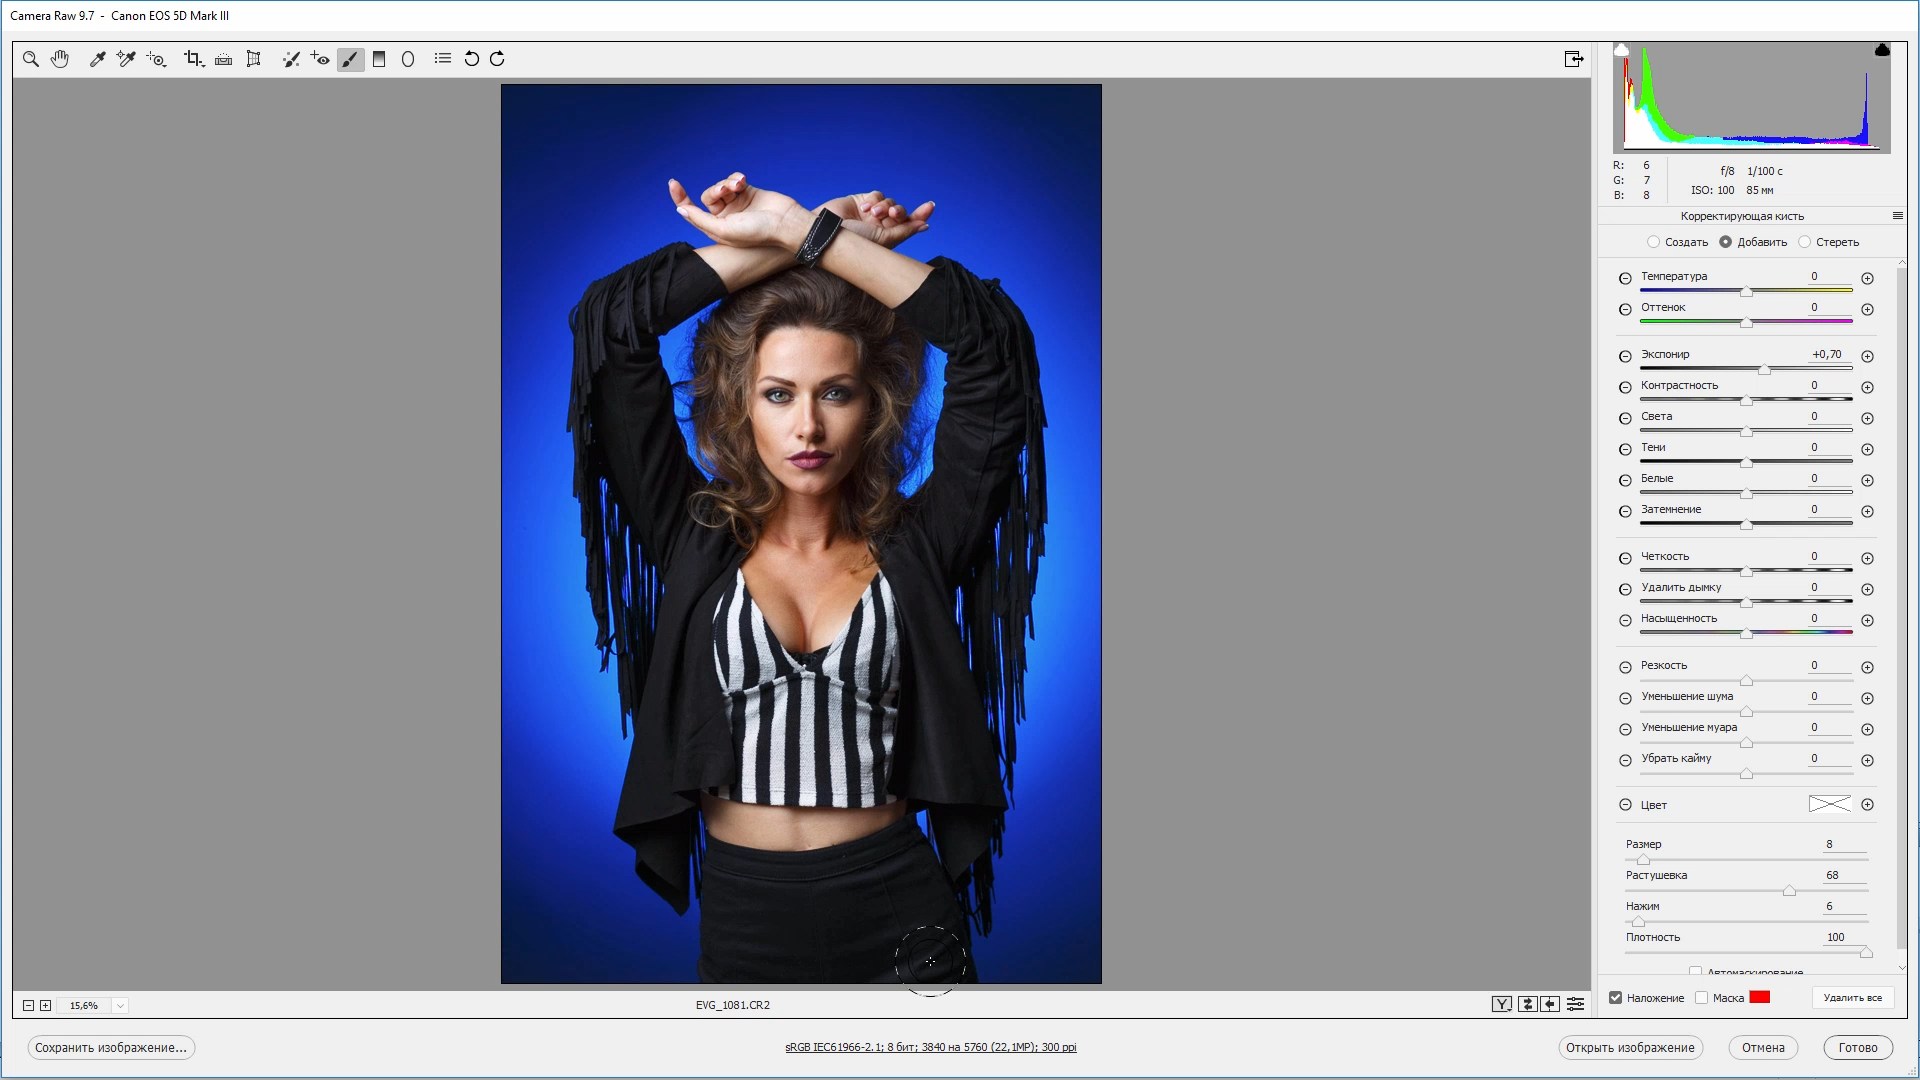 Camera Raw 9.7 - Canon EOS 5D Mark III
R: 6
G: 7
B: 8
f/8 1/100 с
ISO: 100 85 мм
Корректирующая кисть
Создать Добавить Стереть
Температура 0
Оттенок 0
Экспонир +0,70
Контрастность 0
Света 0
Тени 0
Белые 0
Затемнение 0
Четкость 0
Удалить дымку 0
Насыщенность 0
Резкость 0
Уменьшение шума 0
Уменьшение муара 0
Убрать кайму 0
Цвет
Размер 8
Растушевка 68
Нажим 6
Плотность 100
Автомаскирование
Наложение Маска Удалить все
15,6% EVG_1081.CR2 Y
Сохранить изображение... sRGB IEC61966-2.1; 8 бит; 3840 на 5760 (22,1MP); 300 ppi Открыть изображение Отмена Готово